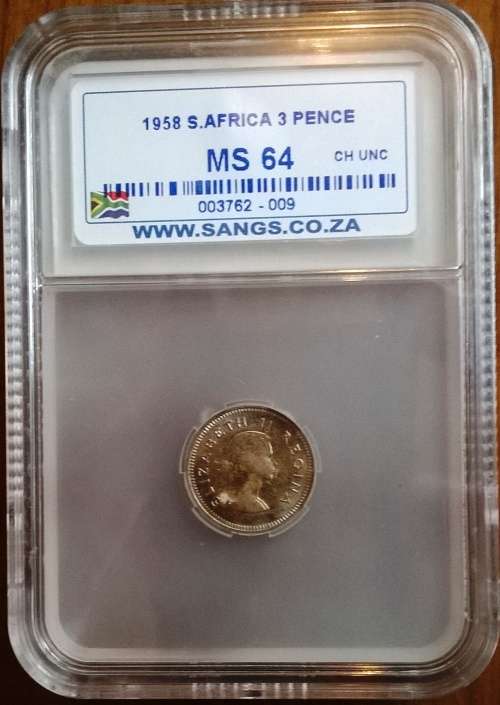 1958 S.AFRICA 3 PENCE
MS 64 CH UNC
003762 - 009
WWW.SANGS.CO.ZA
ELIZABETH II REGINA